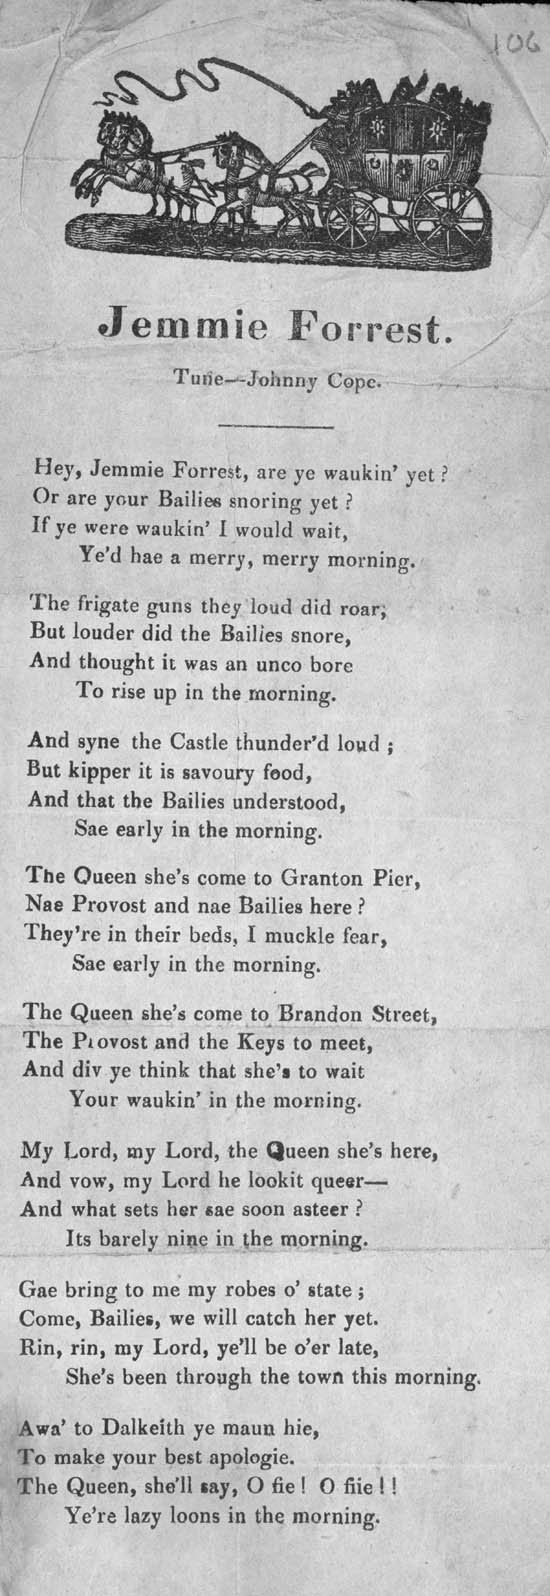 106
Jemmie Forrest.
Tune—Johnny Cope.
Hey, Jemmie Forrest, are ye waukin' yet ?
Or are your Bailies snoring yet ?
If ye were waukin' I would wait,
Ye'd hae a merry, merry morning.
The frigate guns they loud did roar;
But louder did the Bailies snore,
And thought it was an unco bore
To rise up in the morning.
And syne the Castle thunder'd loud ;
But kipper it is savoury food,
And that the Bailies understood,
Sae early in the morning.
The Queen she's come to Granton Pier,
Nae Provost and nae Bailies here ?
They're in their beds, I muckle fear,
Sae early in the morning.
The Queen she's come to Brandon Street,
The Provost and the Keys to meet,
And div ye think that she's to wait
Your waukin' in the morning.
My Lord, my Lord, the Queen she's here,
And vow, my Lord he lookit queer—
And what sets her sae soon asteer ?
Its barely nine in the morning.
Gae bring to me my robes o' state ;
Come, Bailies, we will catch her yet.
Rin, rin, my Lord, ye'll be o'er late,
She's been through the town this morning.
Awa' to Dalkeith ye maun hie,
To make your best apologie.
The Queen, she'll say, O fie ! O fiie ! !
Ye're lazy loons in the morning.